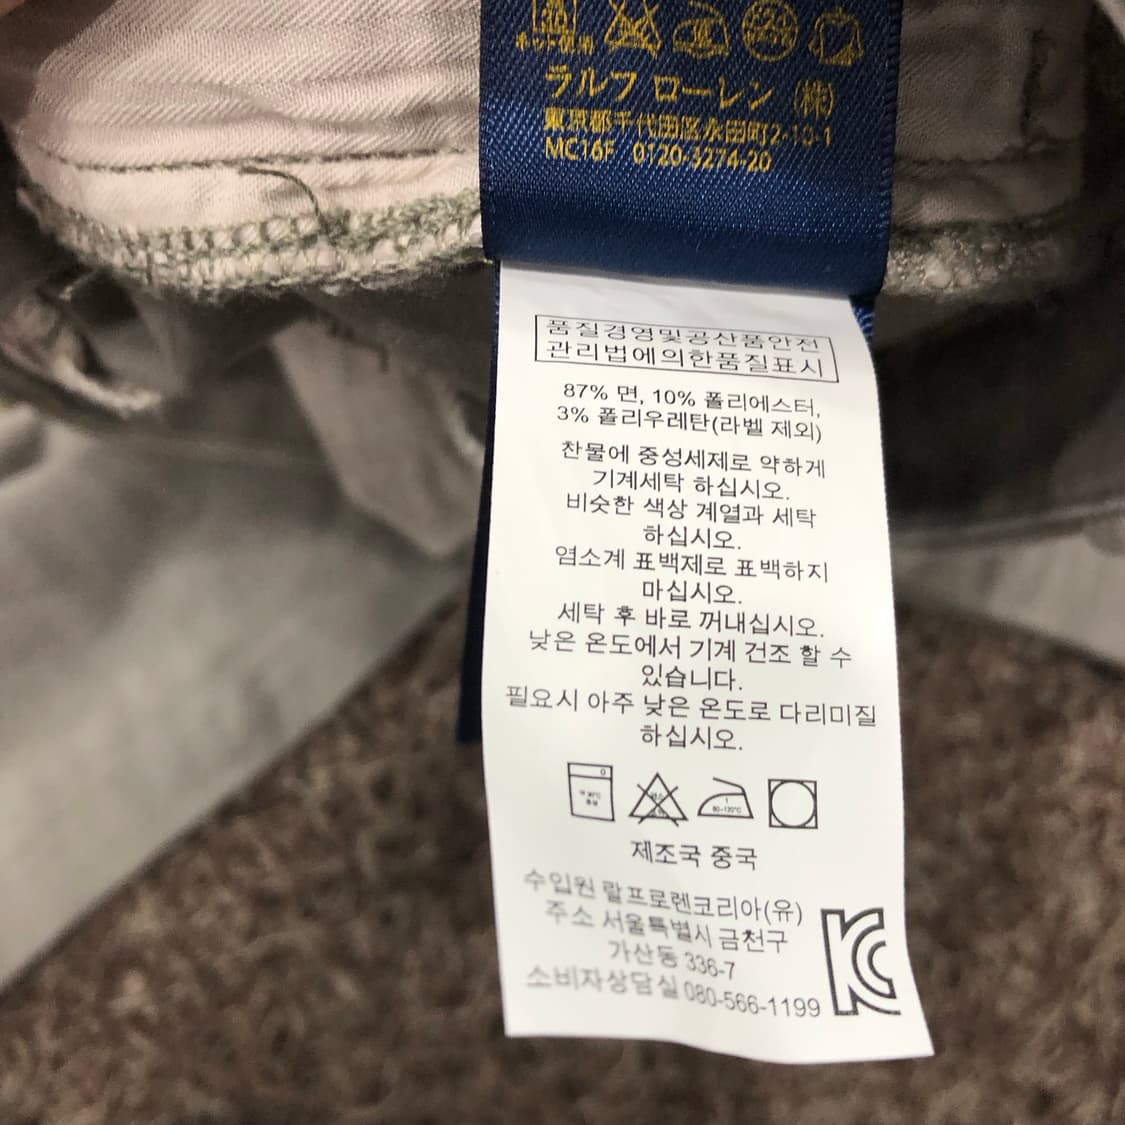 ラルフ ローレン (株)
東京都千代田区永田町2-10-1
MC16F 0120-3274-20
품질경영및공산품안전
관리법에의한품질표시
87% 면, 10% 폴리에스터,
3% 폴리우레탄(라벨 제외)
찬물에 중성세제로 약하게
기계세탁 하십시오.
비슷한 색상 계열과 세탁
하십시오.
염소계 표백제로 표백하지
마십시오.
세탁 후 바로 꺼내십시오.
낮은 온도에서 기계 건조 할 수
있습니다.
필요시 아주 낮은 온도로 다리미질
하십시오.
80-120°C
제조국 중국
수입원 랄프로렌코리아(유)
주소 서울특별시 금천구
가산동 336-7
소비자상담실 080-566-1199